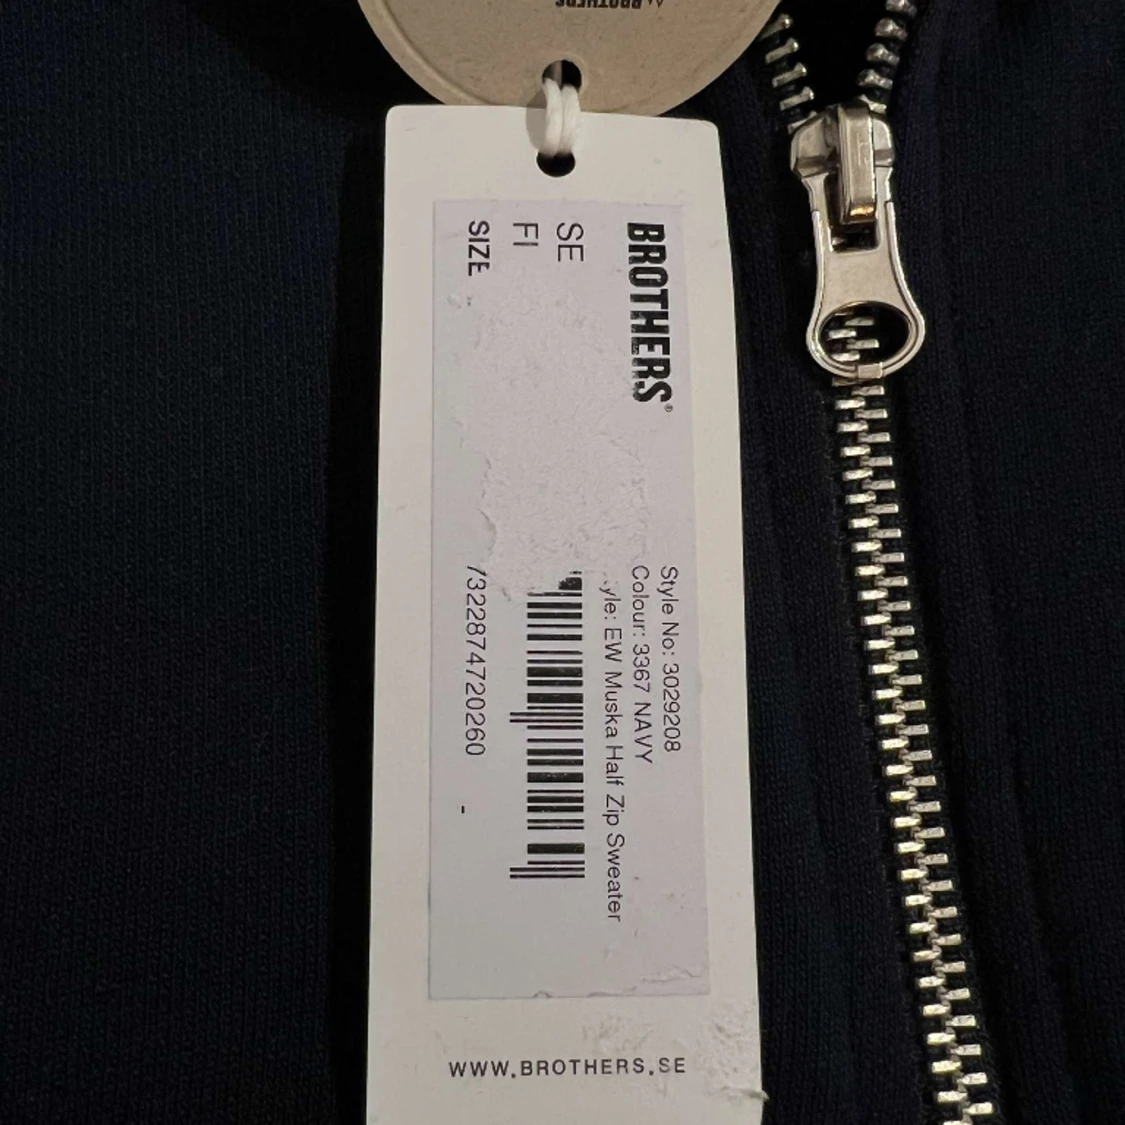 BROTHERS
BROTHERS®
SE
FI
SIZE
Style No: 3029208
Colour: 3367 NAVY
yle: EW Muska Half Zip Sweater
7322874720260
-
WWW.BROTHERS.SE